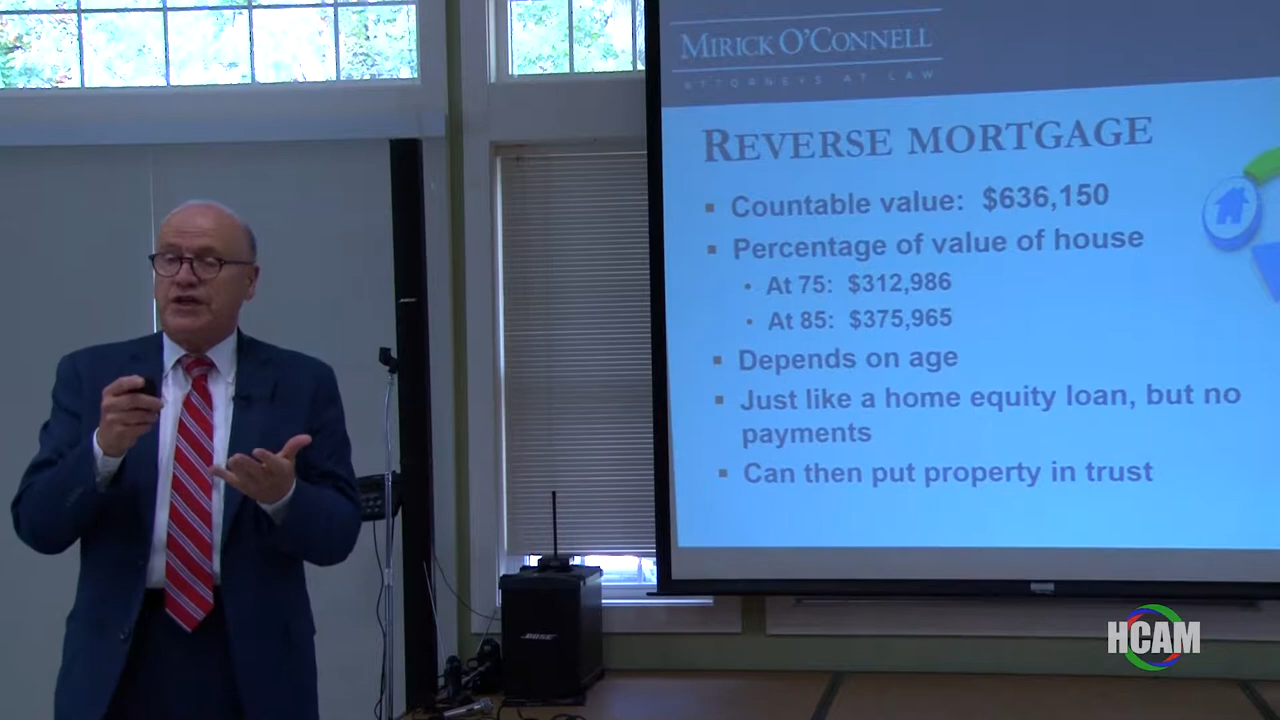 MIRICK O'CONNELL
ATTORNEYS AT LAW
REVERSE MORTGAGE
▪ Countable value: $636,150
▪ Percentage of value of house
• At 75: $312,986
• At 85: $375,965
▪ Depends on age
▪ Just like a home equity loan, but no
payments
▪ Can then put property in trust
BOSE
HCAM